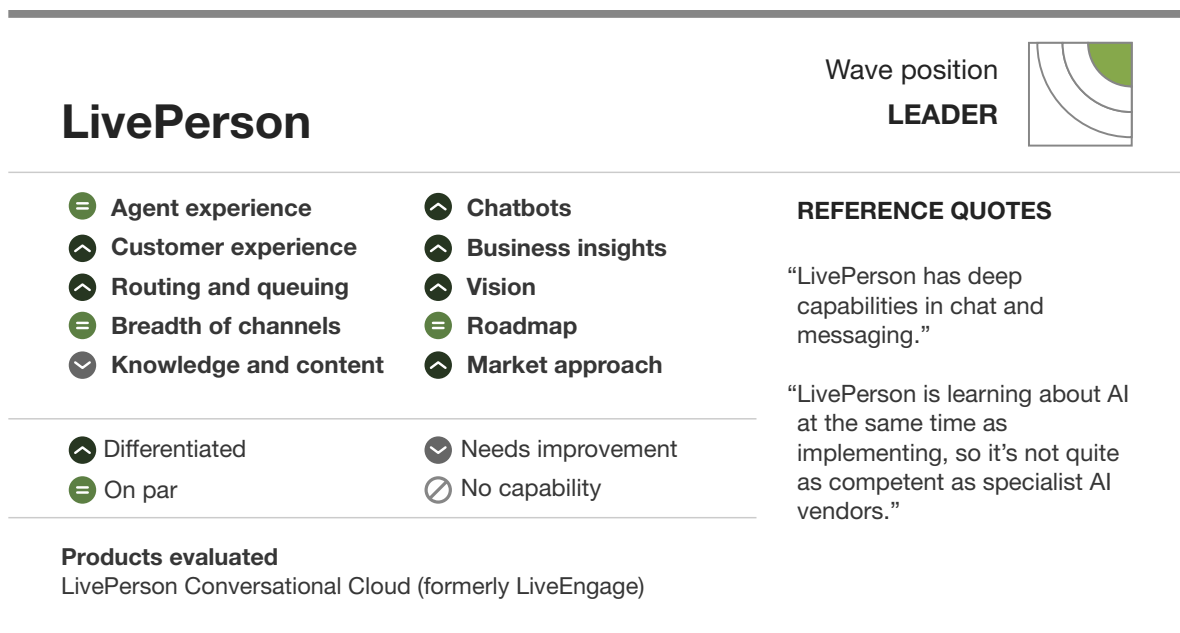 LivePerson
Wave position
LEADER
Agent experience
Customer experience
Routing and queuing
Breadth of channels
Knowledge and content
Chatbots
Business insights
Vision
Roadmap
Market approach
Differentiated
On par
Needs improvement
No capability
Products evaluated
LivePerson Conversational Cloud (formerly LiveEngage)
REFERENCE QUOTES
“LivePerson has deep
capabilities in chat and
messaging.”
“LivePerson is learning about AI
at the same time as
implementing, so it’s not quite
as competent as specialist AI
vendors.”